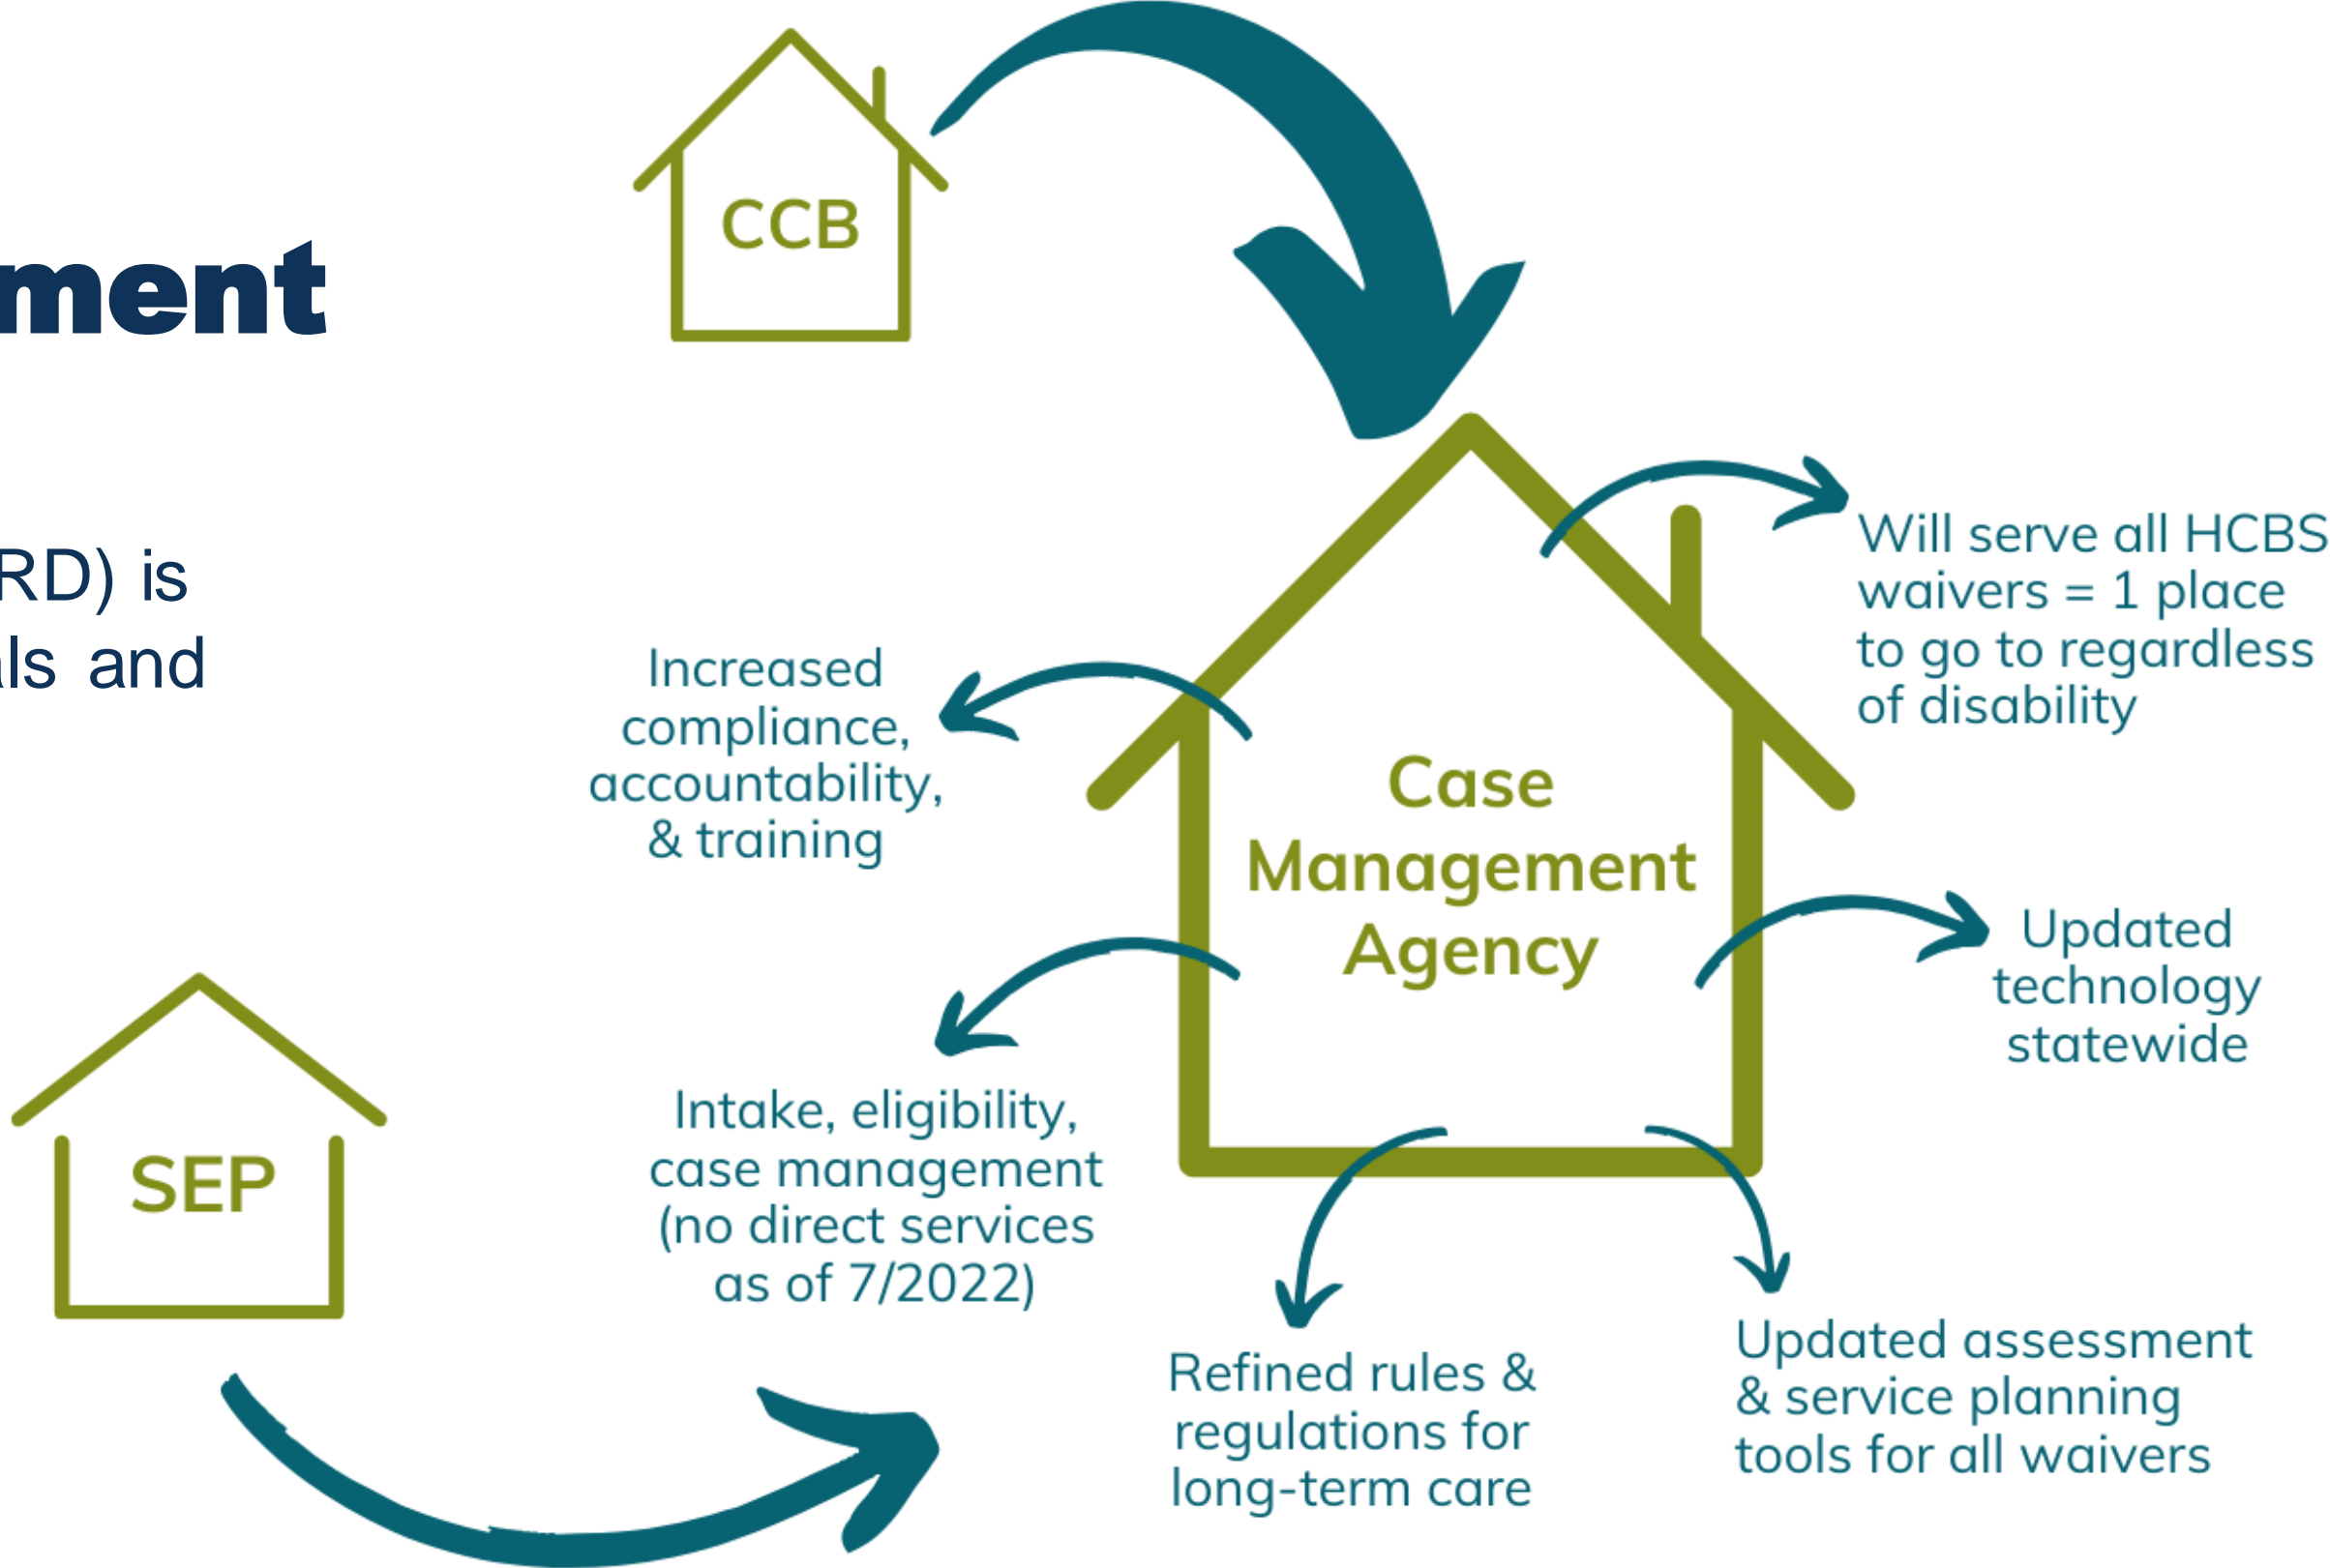 CCB
ment
RD) is
ls and
Will serve all HCBS
waivers = 1 place
to go to regardless
of disability
Increased
compliance,
accountability,
& training
Case
Management
Agency
Updated
technology
statewide
SEP
Intake, eligibility,
case management
(no direct services
as of 7/2022)
Refined rules &
regulations for
long-term care
Updated assessment
& service planning
tools for all waivers